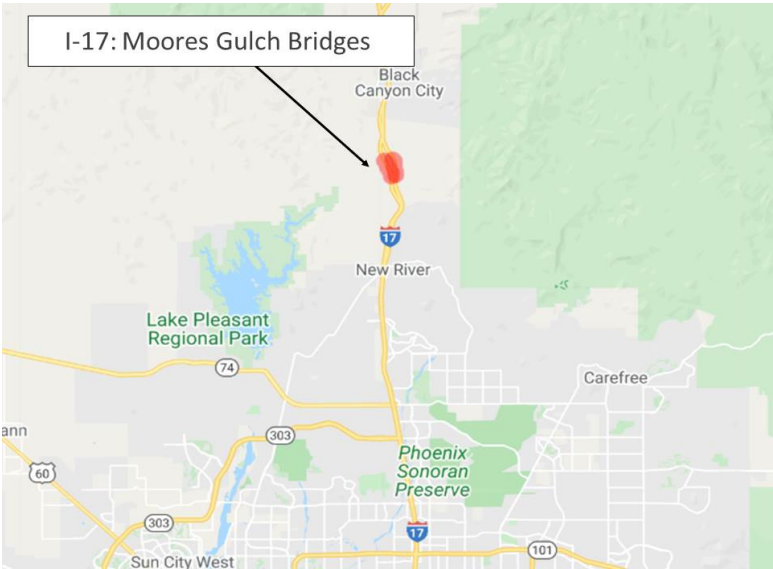 I-17: Moores Gulch Bridges
Black
Canyon City
17
New River
Lake Pleasant
Regional Park
74
Carefree
ann
303
Phoenix
Sonoran
Preserve
60
303
17
101
Sun City West